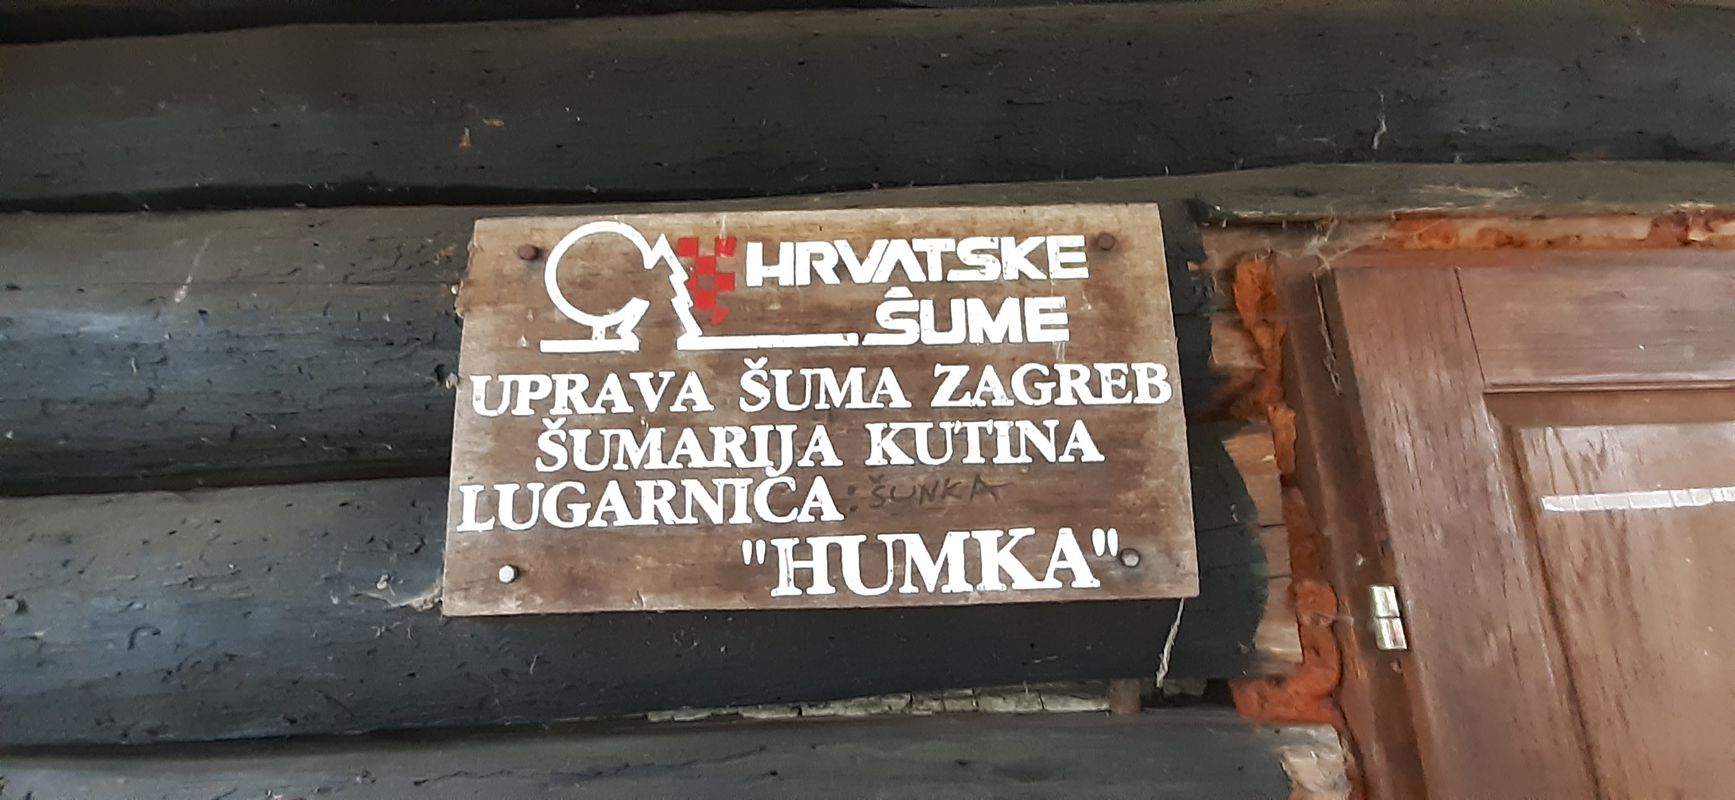 HRVATSKE
ŠUME
UPRAVA ŠUMA ZAGREB
ŠUMARIJA KUTINA
LUGARNICA: ŠUNKA
"HUMKA"